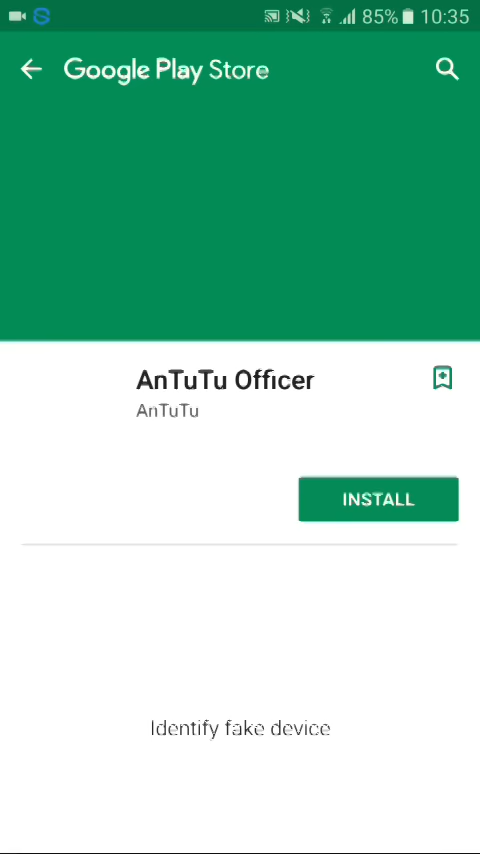 85% 10:35
Google Play Store
AnTuTu Officer
AnTuTu
INSTALL
Identify fake device